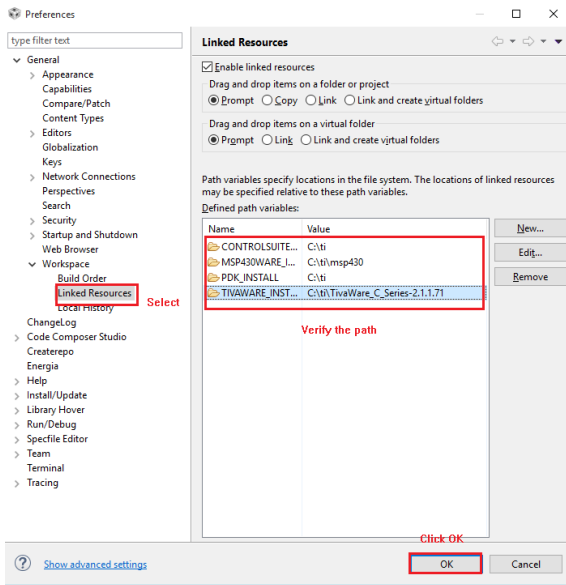 Preferences
type filter text
General
Appearance
Capabilities
Compare/Patch
Content Types
Editors
Globalization
Keys
Network Connections
Perspectives
Search
Security
Startup and Shutdown
Web Browser
Workspace
Build Order
Linked Resources
Select
Local History
ChangeLog
Code Composer Studio
Createrepo
Energia
Help
Install/Update
Library Hover
Run/Debug
Specfile Editor
Team
Terminal
Tracing
Linked Resources
Enable linked resources
Drag and drop items on a folder or project
Prompt Copy Link Link and create virtual folders
Drag and drop items on a virtual folder
Prompt Link Link and create virtual folders
Path variables specify locations in the file system. The locations of linked resources
may be specified relative to these path variables.
Defined path variables:
Name Value
CONTROLSUITE... C:\ti
MSP430WARE_I... C:\ti\msp430
PDK_INSTALL C:\ti
TIVAWARE_INST... C:\ti\TivaWare_C_Series-2.1.1.71
New...
Edit...
Remove
Verify the path
Click OK
Show advanced settings
OK
Cancel